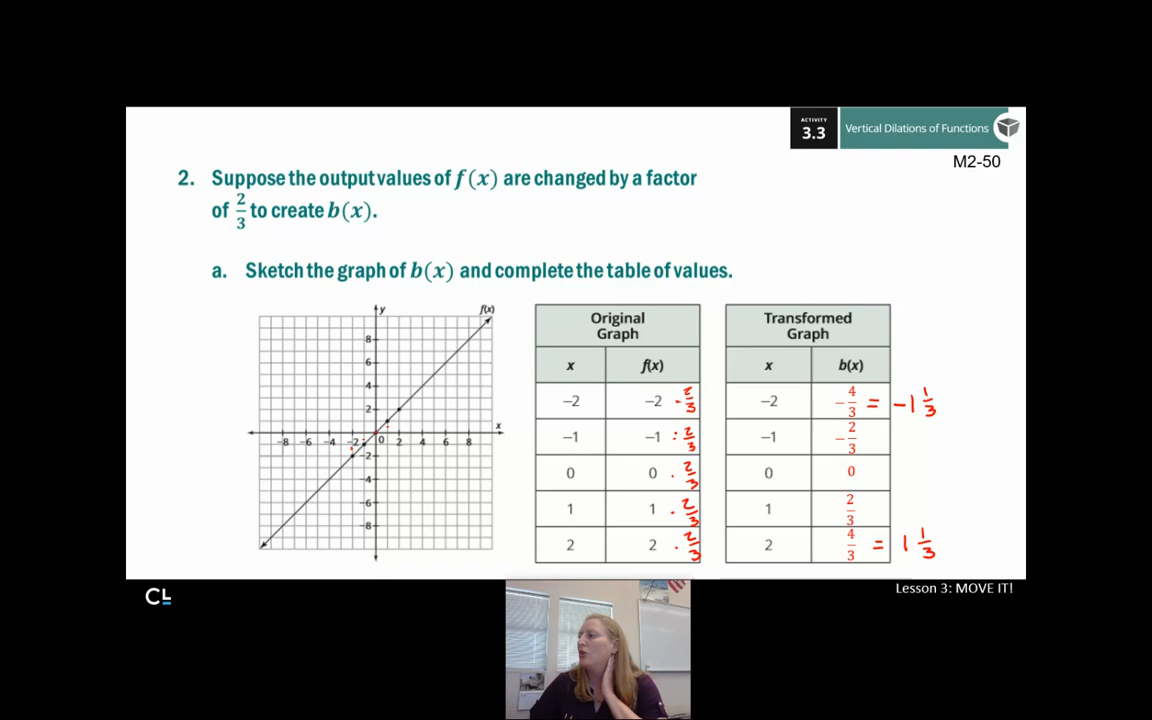 ACTIVITY
3.3
Vertical Dilations of Functions
M2-50
2. Suppose the output values of f(x) are changed by a factor
of 2/3 to create b(x).
a. Sketch the graph of b(x) and complete the table of values.
y
f(x)
8
6
4
2
x
-8 -6 -4 -2 0 2 4 6 8
-2
-4
-6
-8
Original Graph
x f(x)
−2 −2 · 2/3
−1 −1 · 2/3
0 0 · 2/3
1 1 · 2/3
2 2 · 2/3
Transformed Graph
x b(x)
−2 −4/3 = −1 1/3
−1 −2/3
0 0
1 2/3
2 4/3 = 1 1/3
CL
Lesson 3: MOVE IT!